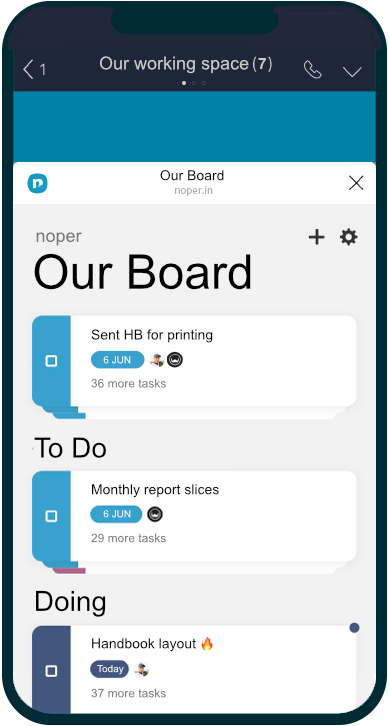 1
Our working space (7)
Our Board
noper.in
noper
Our Board
Sent HB for printing
6 JUN
36 more tasks
To Do
Monthly report slices
6 JUN
29 more tasks
Doing
Handbook layout 🔥
Today
37 more tasks